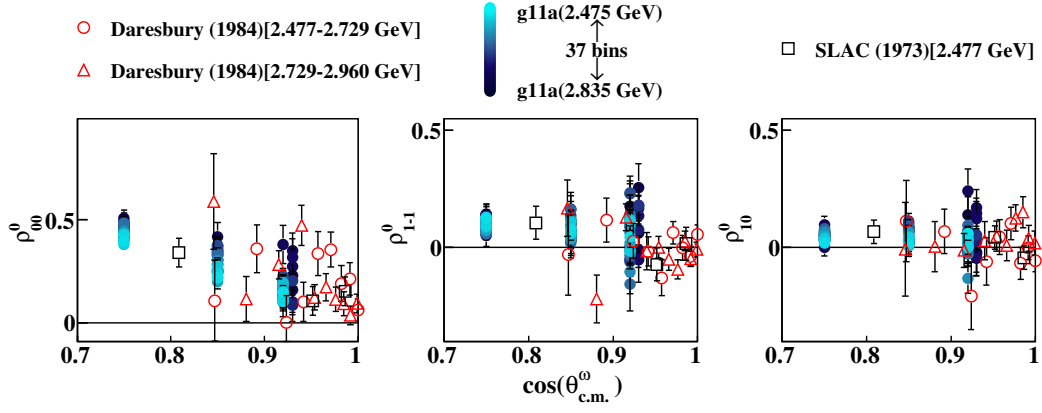 Daresbury (1984)[2.477-2.729 GeV]
Daresbury (1984)[2.729-2.960 GeV]
g11a(2.475 GeV)
37 bins
g11a(2.835 GeV)
SLAC (1973)[2.477 GeV]
ρ⁰₀₀
0.5
0
0.7 0.8 0.9 1
ρ⁰₁₋₁
0.5
0
0.7 0.8 0.9 1
ρ⁰₁₀
0.5
0
0.7 0.8 0.9 1
cos(θ^ω_c.m.)